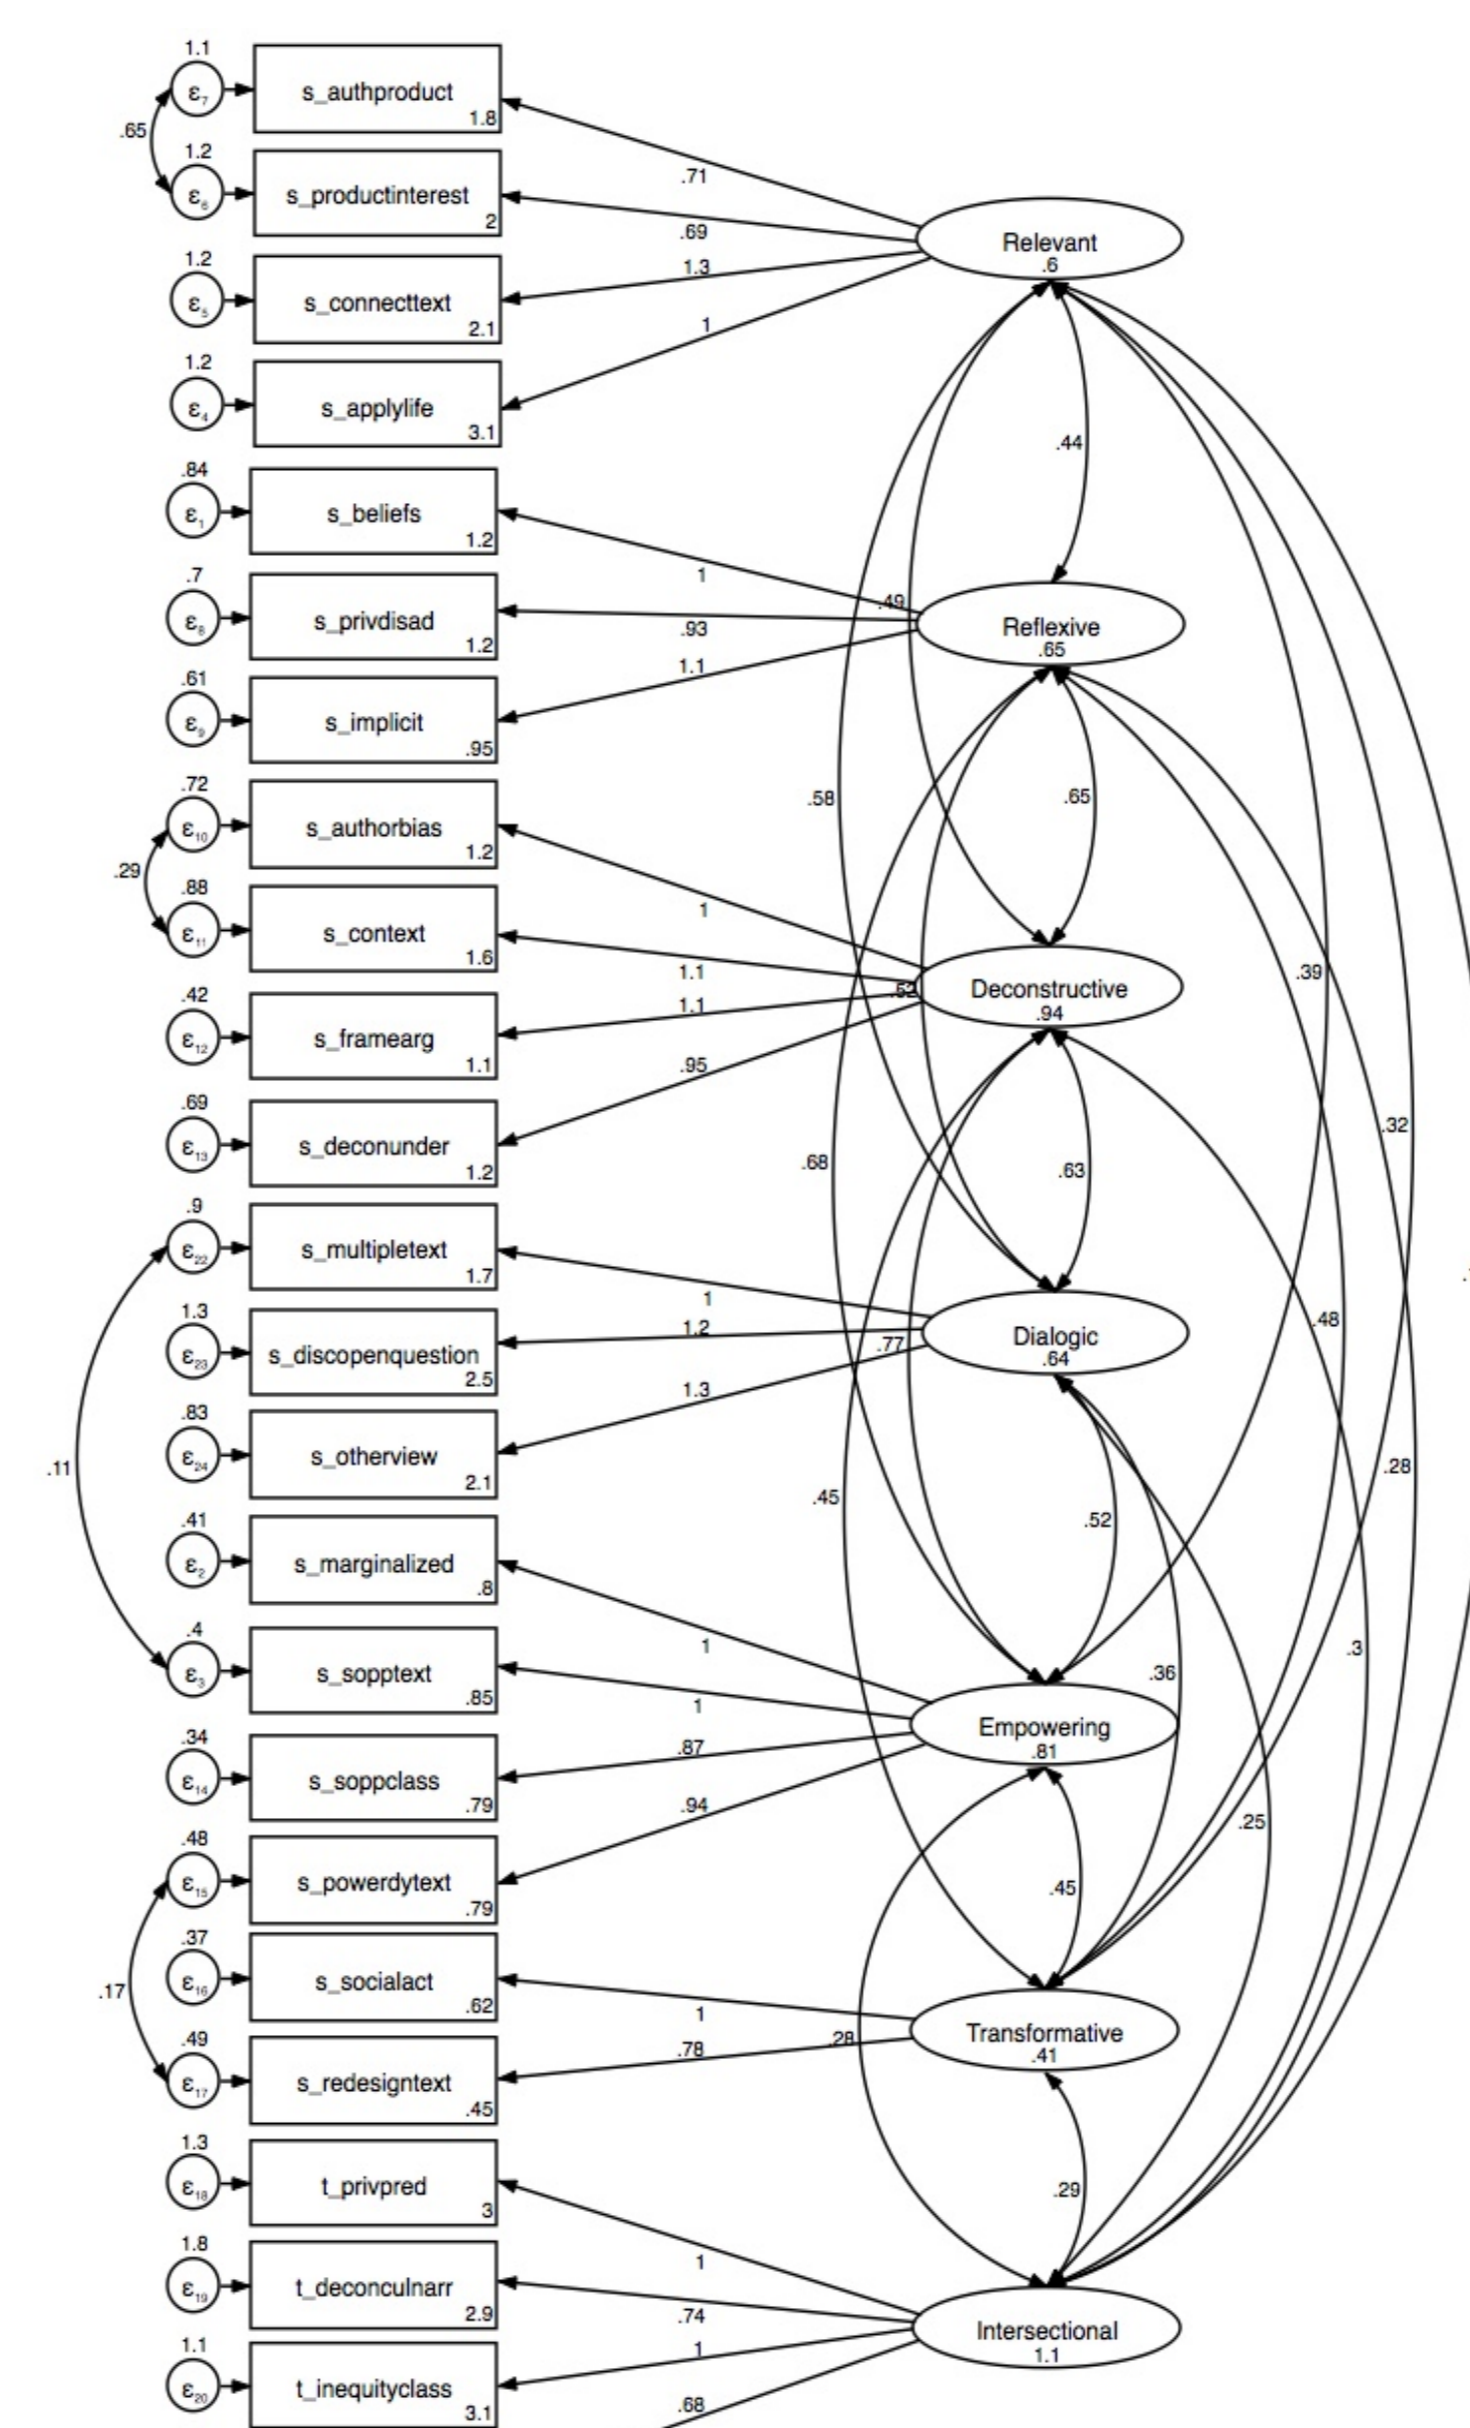 1.1
ε7
s_authproduct
1.8
.65
1.2
ε6
s_productinterest
2
1.2
ε5
s_connecttext
2.1
1.2
ε4
s_applylife
3.1
.71
.69
1.3
1
Relevant
.6
.44
.84
ε1
s_beliefs
1.2
.7
ε8
s_privdisad
1.2
.61
ε9
s_implicit
.95
1
.93
1.1
.49
Reflexive
.65
.58
.65
.72
ε10
s_authorbias
1.2
.29
.88
ε11
s_context
1.6
.42
ε12
s_framearg
1.1
.69
ε13
s_deconunder
1.2
1
1.1
1.1
.95
.52
Deconstructive
.94
.39
.32
.68
.63
.9
ε22
s_multipletext
1.7
1.3
ε23
s_discopenquestion
2.5
.83
ε24
s_otherview
2.1
.11
1
1.2
1.3
.77
Dialogic
.64
.48
.28
.45
.52
.41
ε2
s_marginalized
.8
.4
ε3
s_sopptext
.85
.34
ε14
s_soppclass
.79
.48
ε15
s_powerdytext
.79
1
1
.87
.94
Empowering
.81
.36
.3
.25
.45
.17
.37
ε16
s_socialact
.62
.49
ε17
s_redesigntext
.45
1
.78
.28
Transformative
.41
.29
1.3
ε18
t_privpred
3
1.8
ε19
t_deconculnarr
2.9
1.1
ε20
t_inequityclass
3.1
1
.74
1
.68
Intersectional
1.1